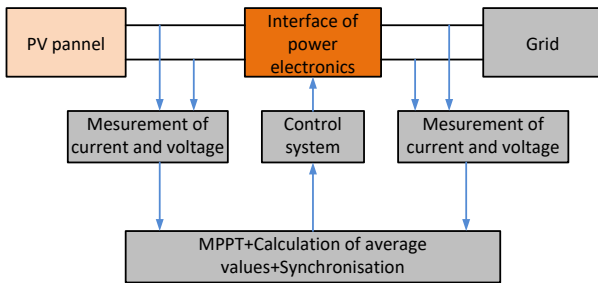 PV pannel
Interface of
power
electronics
Grid
Mesurement of
current and voltage
Control
system
Mesurement of
current and voltage
MPPT+Calculation of average
values+Synchronisation